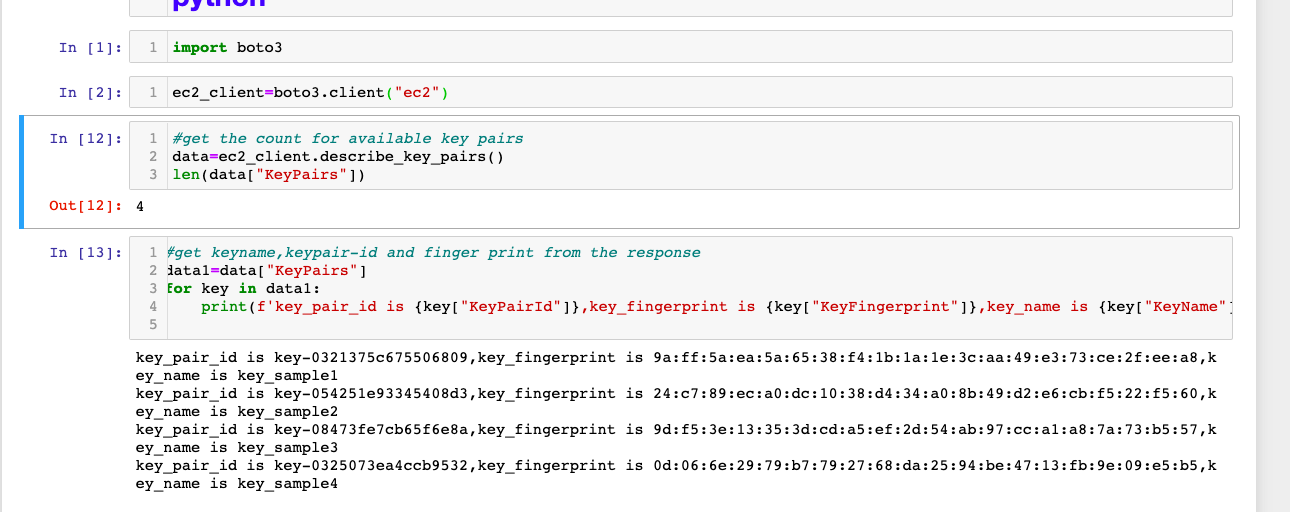 python
In [1]: 1 import boto3
In [2]: 1 ec2_client=boto3.client("ec2")
In [12]: 1 #get the count for available key pairs
2 data=ec2_client.describe_key_pairs()
3 len(data["KeyPairs"])
Out[12]: 4
In [13]: 1 #get keyname,keypair-id and finger print from the response
2 data1=data["KeyPairs"]
3 for key in data1:
4 print(f'key_pair_id is {key["KeyPairId"]},key_fingerprint is {key["KeyFingerprint"]},key_name is {key["KeyName"]
5
key_pair_id is key-0321375c675506809,key_fingerprint is 9a:ff:5a:ea:5a:65:38:f4:1b:1a:1e:3c:aa:49:e3:73:ce:2f:ee:a8,k
ey_name is key_sample1
key_pair_id is key-054251e93345408d3,key_fingerprint is 24:c7:89:ec:a0:dc:10:38:d4:34:a0:8b:49:d2:e6:cb:f5:22:f5:60,k
ey_name is key_sample2
key_pair_id is key-08473fe7cb65f6e8a,key_fingerprint is 9d:f5:3e:13:35:3d:cd:a5:ef:2d:54:ab:97:cc:a1:a8:7a:73:b5:57,k
ey_name is key_sample3
key_pair_id is key-0325073ea4ccb9532,key_fingerprint is 0d:06:6e:29:79:b7:79:27:68:da:25:94:be:47:13:fb:9e:09:e5:b5,k
ey_name is key_sample4